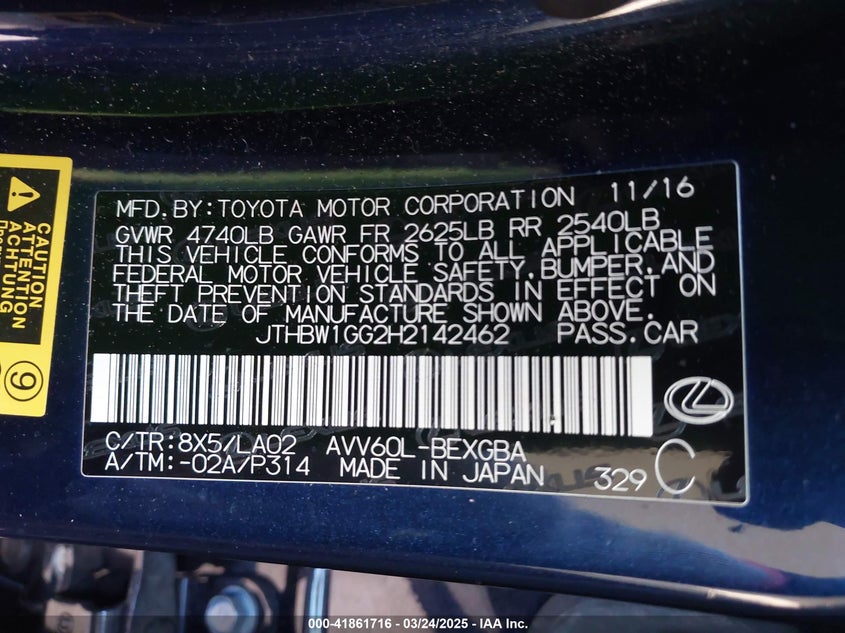 CAUTION
ATTENTION
ACHTUNG
9
MFD.BY:TOYOTA MOTOR CORPORATION 11/16
GVWR 4740LB GAWR FR 2625LB RR 2540LB
THIS VEHICLE CONFORMS TO ALL APPLICABLE
FEDERAL MOTOR VEHICLE SAFETY.BUMPER.AND
THEFT PREVENTION STANDARDS IN EFFECT ON
THE DATE OF MANUFACTURE SHOWN ABOVE.
JTHBW1GG2H2142462 PASS.CAR
C/TR:8X5/LA02 AVV60L-BEXGBA
A/TM:-02A/P314 MADE IN JAPAN 329 C
000-41861716 - 03/24/2025 - IAA Inc.